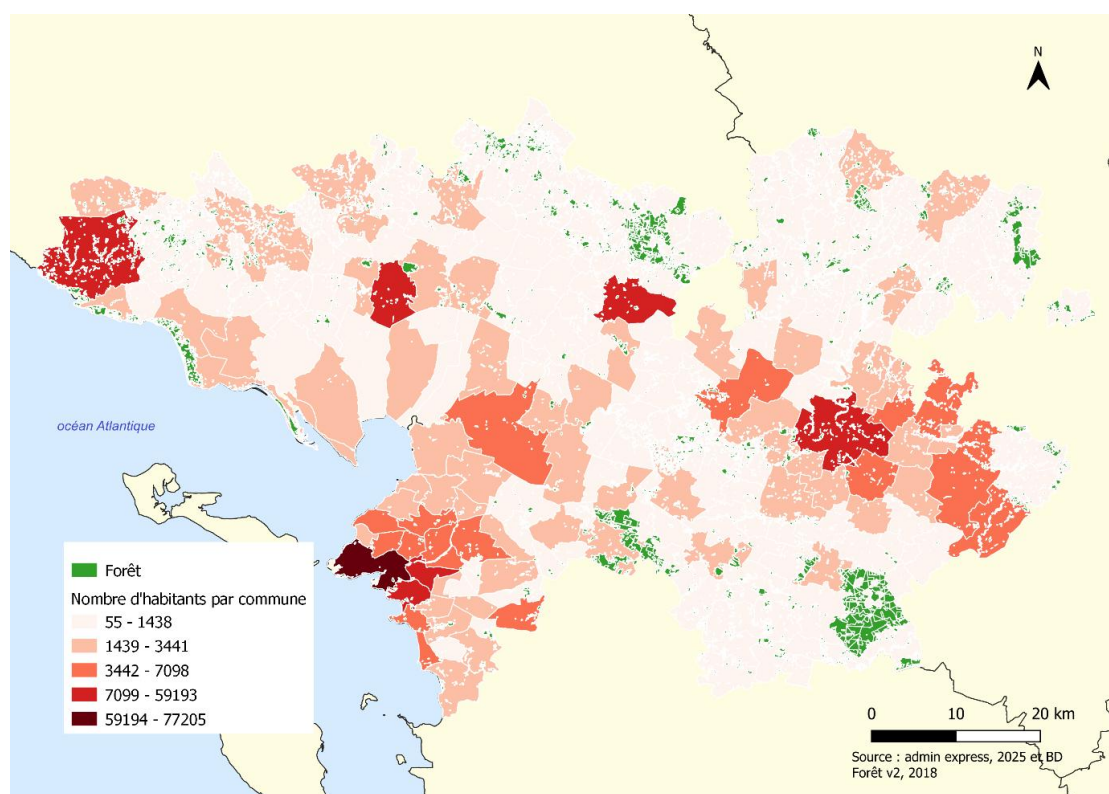 N
océan Atlantique
Forêt
Nombre d'habitants par commune
55 - 1438
1439 - 3441
3442 - 7098
7099 - 59193
59194 - 77205
0 10 20 km
Source : admin express, 2025 et BD
Forêt v2, 2018